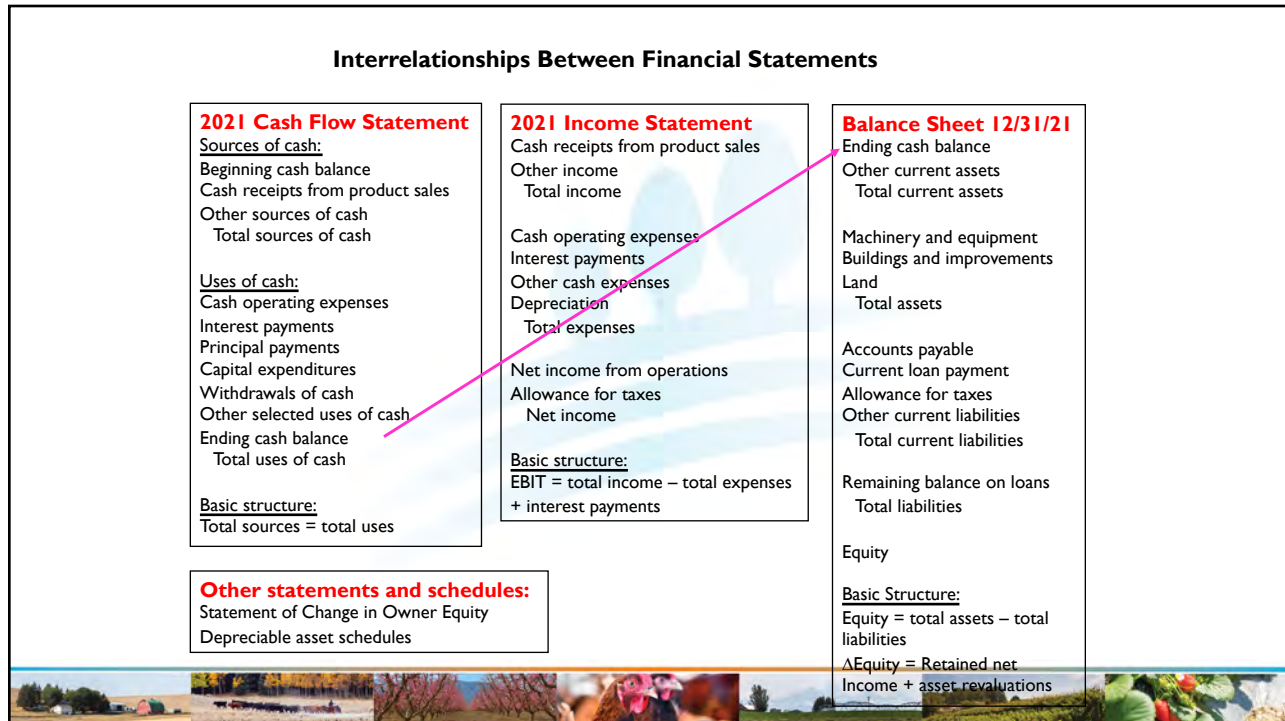 Interrelationships Between Financial Statements
2021 Cash Flow Statement
Sources of cash:
Beginning cash balance
Cash receipts from product sales
Other sources of cash
Total sources of cash
Uses of cash:
Cash operating expenses
Interest payments
Principal payments
Capital expenditures
Withdrawals of cash
Other selected uses of cash
Ending cash balance
Total uses of cash
Basic structure:
Total sources = total uses
2021 Income Statement
Cash receipts from product sales
Other income
Total income
Cash operating expenses
Interest payments
Other cash expenses
Depreciation
Total expenses
Net income from operations
Allowance for taxes
Net income
Basic structure:
EBIT = total income – total expenses
+ interest payments
Balance Sheet 12/31/21
Ending cash balance
Other current assets
Total current assets
Machinery and equipment
Buildings and improvements
Land
Total assets
Accounts payable
Current loan payment
Allowance for taxes
Other current liabilities
Total current liabilities
Remaining balance on loans
Total liabilities
Equity
Basic Structure:
Equity = total assets – total
liabilities
ΔEquity = Retained net
Income + asset revaluations
Other statements and schedules:
Statement of Change in Owner Equity
Depreciable asset schedules